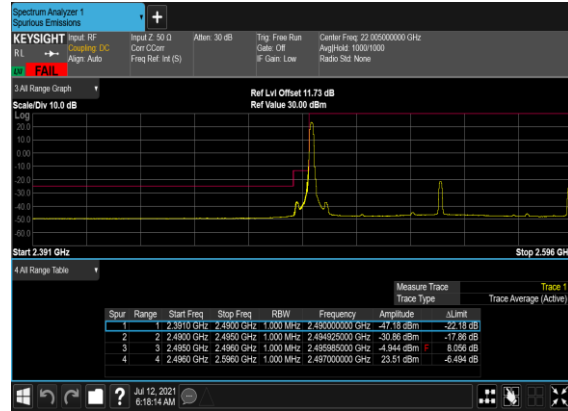 Spectrum Analyzer 1
Spurious Emissions
+
KEYSIGHT Input: RF Input Z: 50 Ω Atten: 30 dB Trig: Free Run Center Freq: 22.005000000 GHz
RL Coupling: DC Corr CCorr Gate: Off Avg|Hold: 1000/1000
Align: Auto Freq Ref: Int (S) IF Gain: Low Radio Std: None
FAIL
3 All Range Graph
Ref Lvl Offset 11.73 dB
Scale/Div 10.0 dB Ref Value 30.00 dBm
Log
20.0
10.0
0.00
-10.0
-20.0
-30.0
-40.0
-50.0
-60.0
Start 2.391 GHz Stop 2.596 GH
4 All Range Table
Measure Trace Trace 1
Trace Type Trace Average (Active)
Spur Range Start Freq Stop Freq RBW Frequency Amplitude ΔLimit
1 1 2.3910 GHz 2.4900 GHz 1.000 MHz 2.490000000 GHz -47.18 dBm -22.18 dB
2 2 2.4900 GHz 2.4950 GHz 1.000 MHz 2.494925000 GHz -30.86 dBm -17.86 dB
3 3 2.4950 GHz 2.4960 GHz 1.000 MHz 2.495985000 GHz -4.944 dBm F 8.056 dB
4 4 2.4960 GHz 2.5960 GHz 1.000 MHz 2.497000000 GHz 23.51 dBm -6.494 dB
? Jul 12, 2021
6:18:14 AM